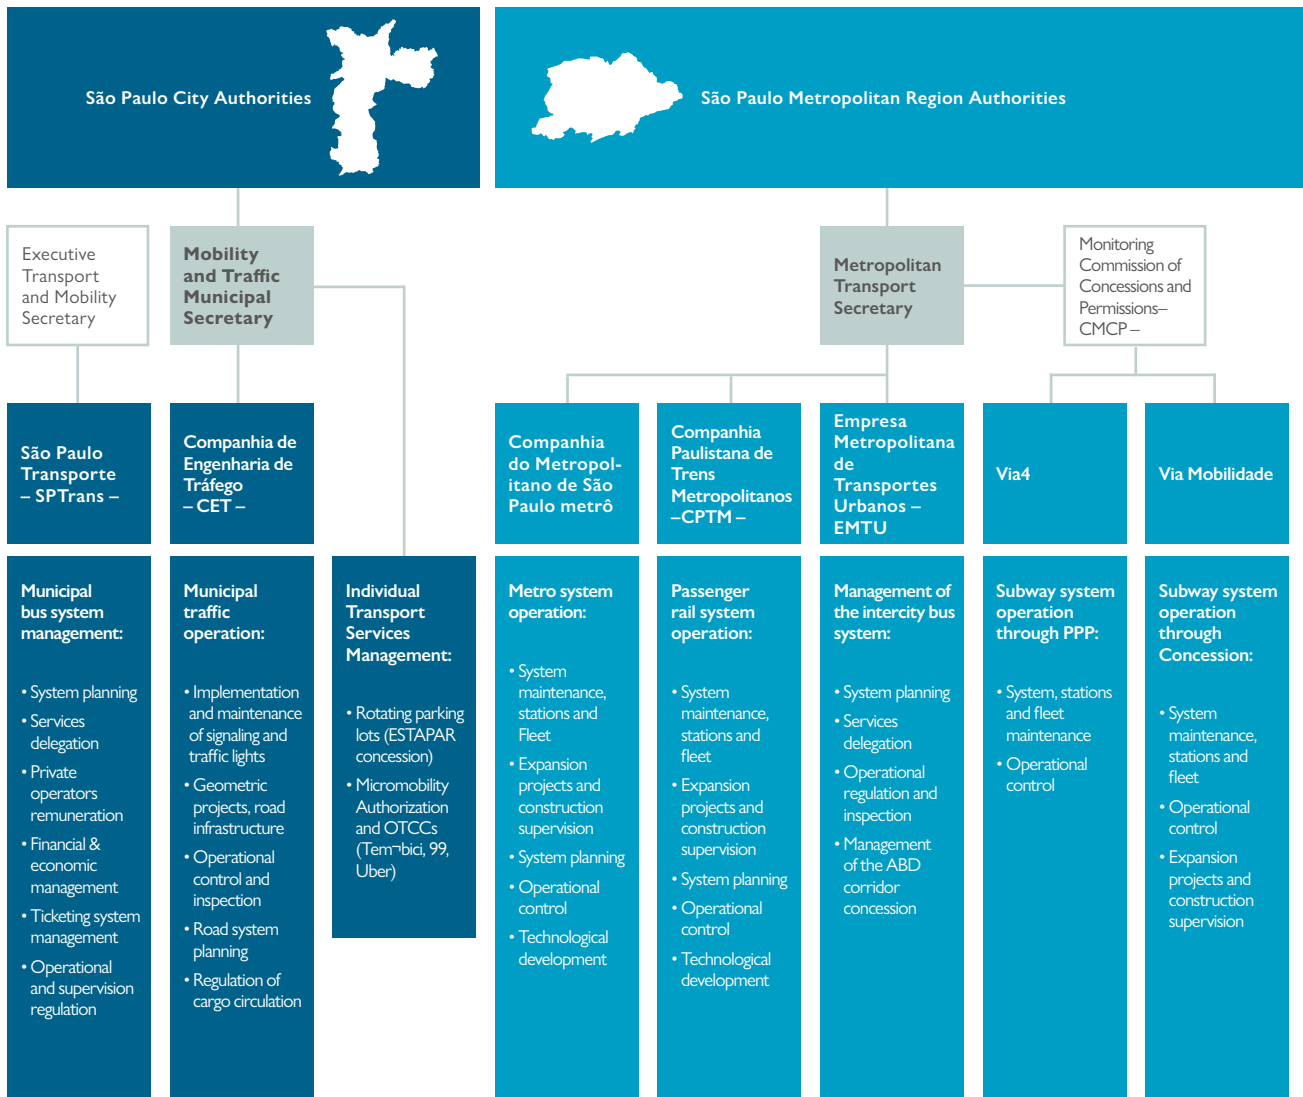 São Paulo City Authorities
São Paulo Metropolitan Region Authorities
Executive
Transport
and Mobility
Secretary
Mobility
and Traffic
Municipal
Secretary
Metropolitan
Transport
Secretary
Monitoring
Commission of
Concessions and
Permissions–
CMCP –
São Paulo
Transporte
– SPTrans –
Companhia de
Engenharia de
Tráfego
– CET –
Companhia
do Metropol-
itano de São
Paulo metrô
Companhia
Paulistana de
Trens
Metropolitanos
–CPTM –
Empresa
Metropolitana
de
Transportes
Urbanos –
EMTU
Via4
Via Mobilidade
Municipal
bus system
management:
• System planning
• Services
delegation
• Private
operators
remuneration
• Financial &
economic
management
• Ticketing system
management
• Operational
and supervision
regulation
Municipal
traffic
operation:
• Implementation
and maintenance
of signaling and
traffic lights
• Geometric
projects, road
infrastructure
• Operational
control and
inspection
• Road system
planning
• Regulation of
cargo circulation
Individual
Transport
Services
Management:
• Rotating parking
lots (ESTAPAR
concession)
• Micromobility
Authorization
and OTCCs
(Tem¬bici, 99,
Uber)
Metro system
operation:
• System
maintenance,
stations and
Fleet
• Expansion
projects and
construction
supervision
• System planning
• Operational
control
• Technological
development
Passenger
rail system
operation:
• System
maintenance,
stations and
fleet
• Expansion
projects and
construction
supervision
• System planning
• Operational
control
• Technological
development
Management of
the intercity bus
system:
• System planning
• Services
delegation
• Operational
regulation and
inspection
• Management
of the ABD
corridor
concession
Subway system
operation
through PPP:
• System, stations
and fleet
maintenance
• Operational
control
Subway system
operation
through
Concession:
• System
maintenance,
stations and
fleet
• Operational
control
• Expansion
projects and
construction
supervision